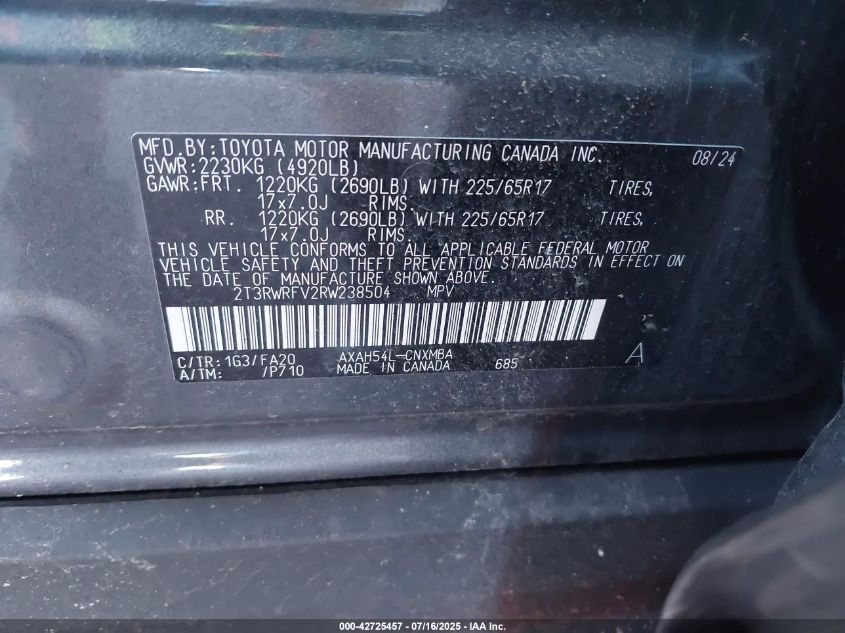 MFD.BY:TOYOTA MOTOR MANUFACTURING CANADA INC. 08/24
GVWR:2230KG (4920LB)
GAWR:FRT. 1220KG (2690LB) WITH 225/65R17 TIRES,
17x7.0J RIMS.
RR. 1220KG (2690LB) WITH 225/65R17 TIRES,
17x7.0J RIMS.
THIS VEHICLE CONFORMS TO ALL APPLICABLE FEDERAL MOTOR
VEHICLE SAFETY AND THEFT PREVENTION STANDARDS IN EFFECT ON
THE DATE OF MANUFACTURE SHOWN ABOVE.
2T3RWRFV2RW238504 MPV
C/TR:1G3/FA20 AXAH54L-CNXMBA A
A/TM: /P710 MADE IN CANADA 685
000-42725457 - 07/16/2025 - IAA Inc.